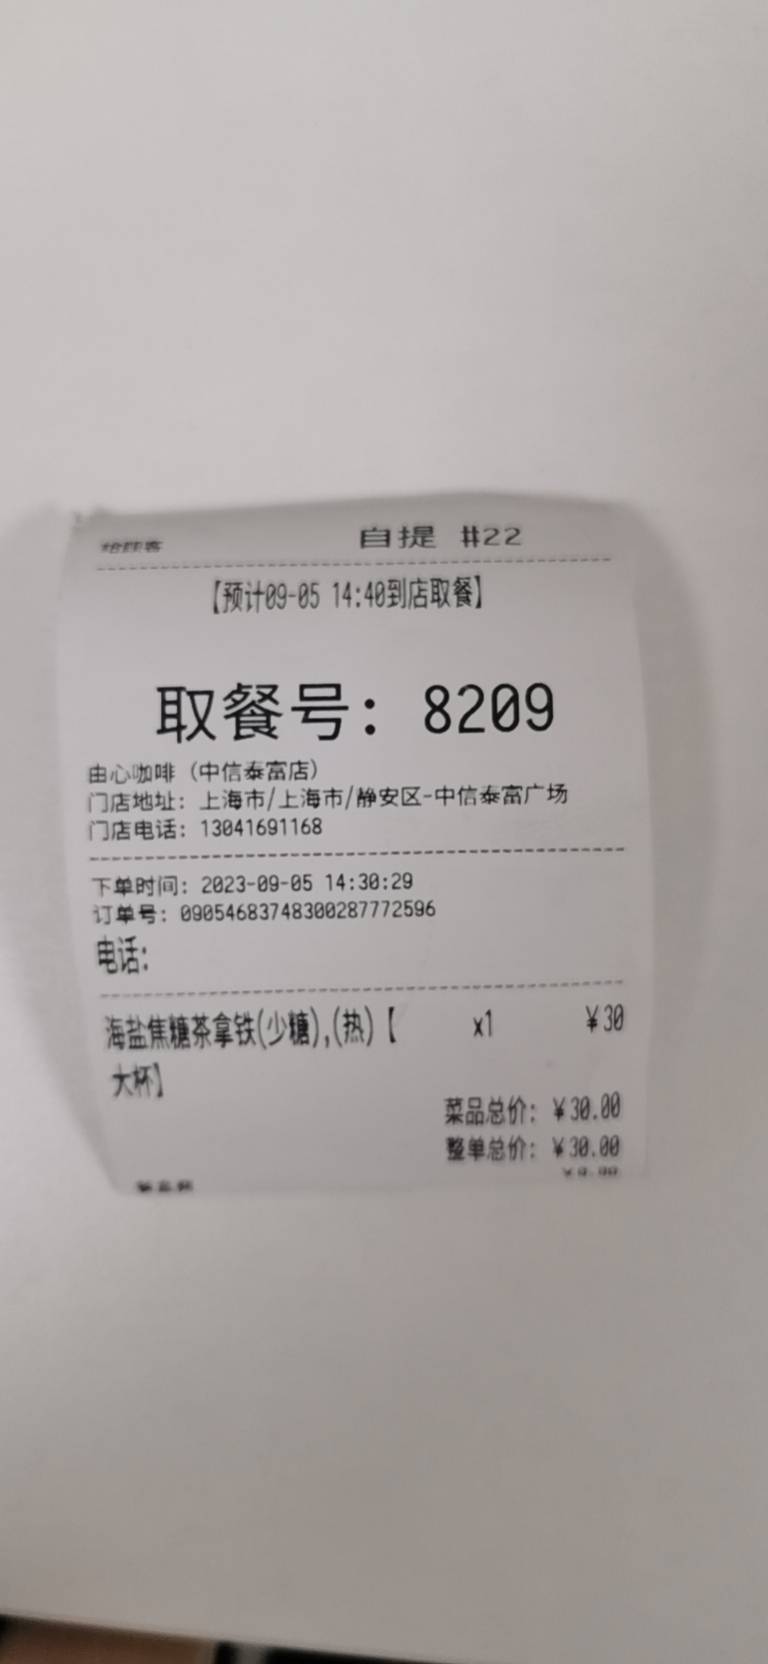 给顾客 自提 #22
【预计09-05 14:40到店取餐】
取餐号: 8209
由心咖啡 (中信泰富店)
门店地址: 上海市/上海市/静安区-中信泰富广场
门店电话: 13041691168
下单时间: 2023-09-05 14:30:29
订单号: 09054683748300287772596
电话:
海盐焦糖茶拿铁(少糖),(热)【 x1 ¥30
大杯】
菜品总价: ¥30.00
整单总价: ¥30.00